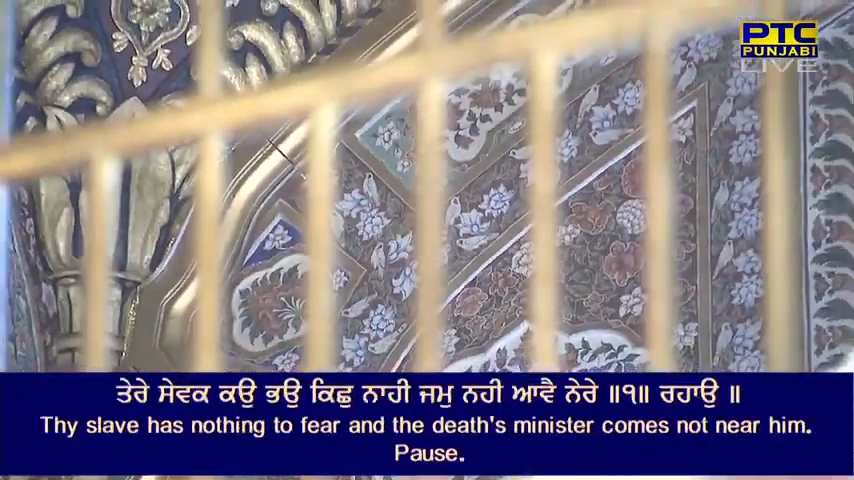 PTC
PUNJABI
LIVE
ਤੇਰੇ ਸੇਵਕ ਕਉ ਭਉ ਕਿਛੁ ਨਾਹੀ ਜਮੁ ਨਹੀ ਆਵੈ ਨੇਰੇ ॥੧॥ ਰਹਾਉ ॥
Thy slave has nothing to fear and the death's minister comes not near him.
Pause.